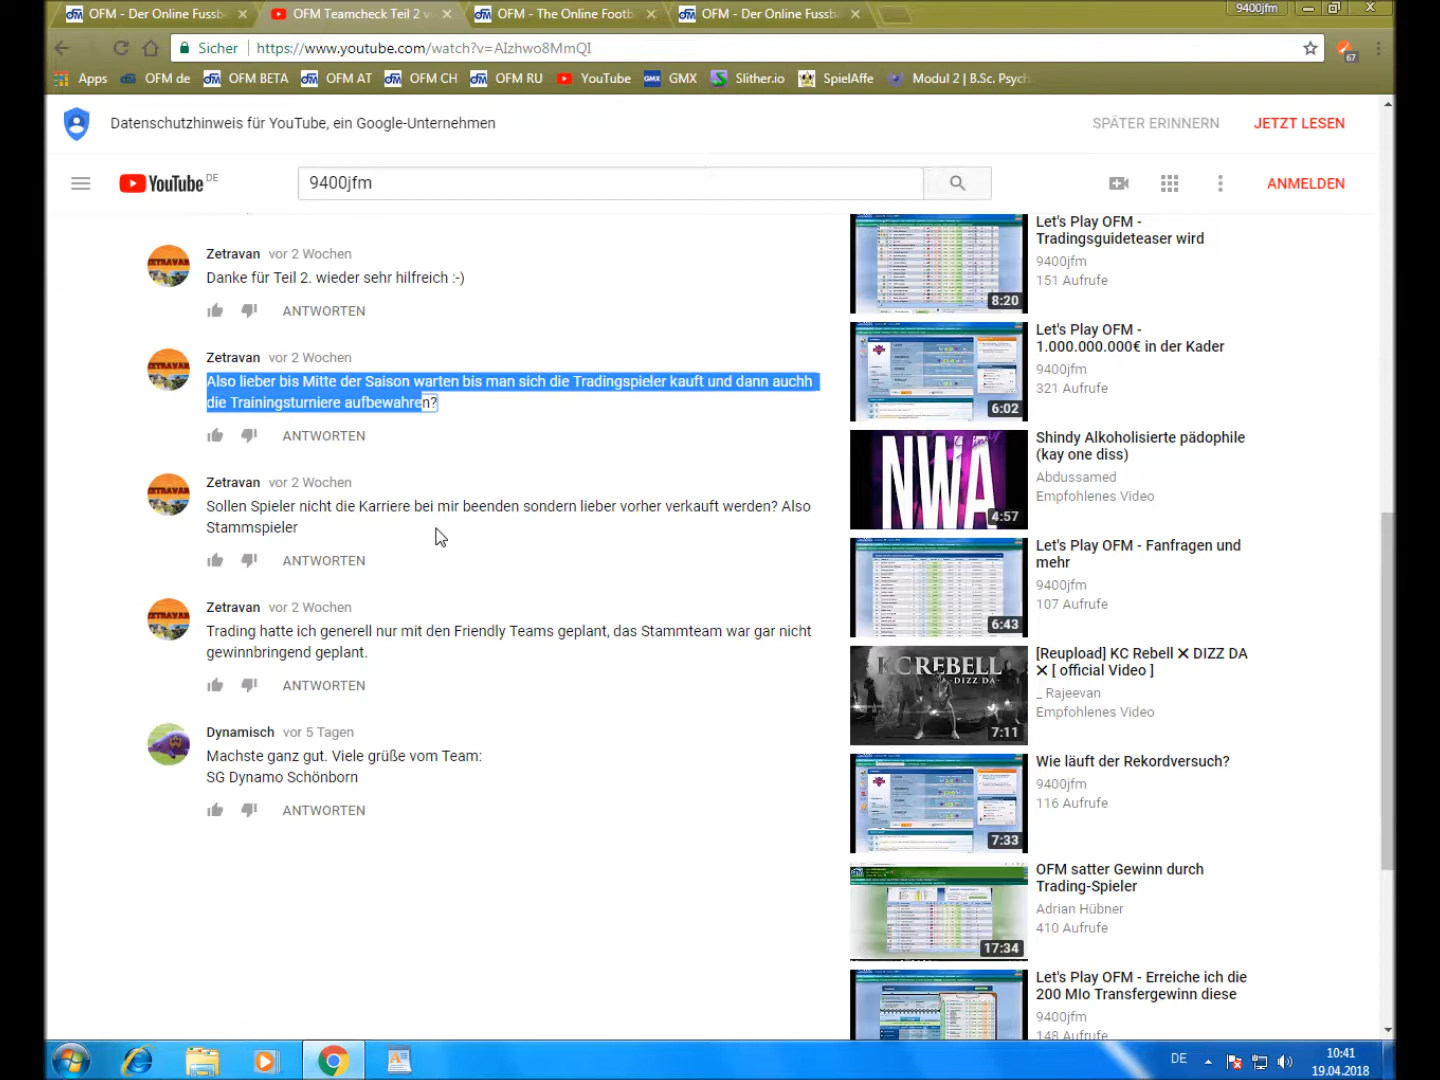 OFM - Der Online Fussb
OFM Teamcheck Teil 2 v
OFM - The Online Footb
OFM - Der Online Fussb
9400jfm
Sicher
https://www.youtube.com/watch?v=AIzhwo8MmQI
67
Apps
OFM de
OFM BETA
OFM AT
OFM CH
OFM RU
YouTube
GMX
Slither.io
SpielAffe
Modul 2 | B.Sc. Psych
Datenschutzhinweis für YouTube, ein Google-Unternehmen
SPÄTER ERINNERN
JETZT LESEN
YouTube DE
9400jfm
ANMELDEN
Zetravan vor 2 Wochen
Danke für Teil 2. wieder sehr hilfreich :-)
ANTWORTEN
Zetravan vor 2 Wochen
Also lieber bis Mitte der Saison warten bis man sich die Tradingspieler kauft und dann auchh
die Trainingsturniere aufbewahren?
ANTWORTEN
Zetravan vor 2 Wochen
Sollen Spieler nicht die Karriere bei mir beenden sondern lieber vorher verkauft werden? Also
Stammspieler
ANTWORTEN
Zetravan vor 2 Wochen
Trading hatte ich generell nur mit den Friendly Teams geplant, das Stammteam war gar nicht
gewinnbringend geplant.
ANTWORTEN
Dynamisch vor 5 Tagen
Machste ganz gut. Viele grüße vom Team:
SG Dynamo Schönborn
ANTWORTEN
Let's Play OFM -
Tradingsguideteaser wird
9400jfm
151 Aufrufe
8:20
Let's Play OFM -
1.000.000.000€ in der Kader
9400jfm
321 Aufrufe
6:02
NWA
Shindy Alkoholisierte pädophile
(kay one diss)
Abdussamed
Empfohlenes Video
4:57
Let's Play OFM - Fanfragen und
mehr
9400jfm
107 Aufrufe
6:43
KC REBELL
- DIZZ DA -
[Reupload] KC Rebell ✕ DIZZ DA
✕ [ official Video ]
_ Rajeevan
Empfohlenes Video
7:11
Wie läuft der Rekordversuch?
9400jfm
116 Aufrufe
7:33
OFM satter Gewinn durch
Trading-Spieler
Adrian Hübner
410 Aufrufe
17:34
Let's Play OFM - Erreiche ich die
200 MIo Transfergewinn diese
9400jfm
148 Aufrufe
DE
10:41
19.04.2018